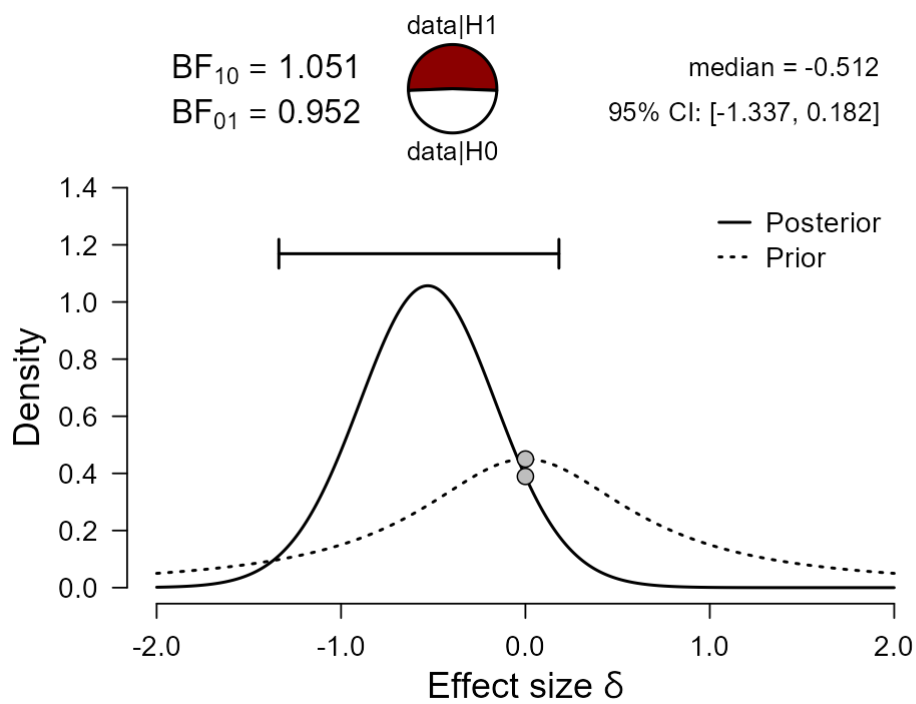 data|H1
BF₁₀ = 1.051
BF₀₁ = 0.952
data|H0
median = -0.512
95% CI: [-1.337, 0.182]
Posterior
Prior
Density
1.4
1.2
1.0
0.8
0.6
0.4
0.2
0.0
-2.0 -1.0 0.0 1.0 2.0
Effect size δ